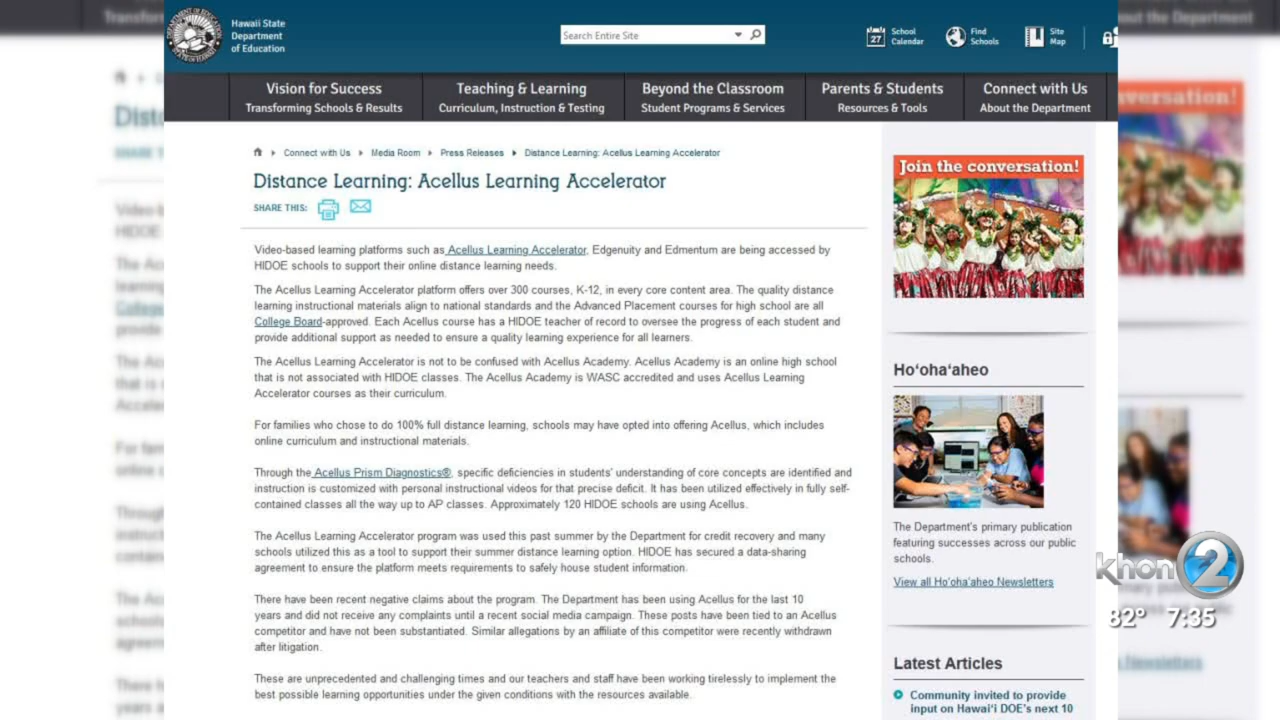 Hawaii State
Department
of Education
Search Entire Site
27
School
Calendar
Find
Schools
Site
Map
Vision for Success
Transforming Schools & Results
Teaching & Learning
Curriculum, Instruction & Testing
Beyond the Classroom
Student Programs & Services
Parents & Students
Resources & Tools
Connect with Us
About the Department
Connect with Us
Media Room
Press Releases
Distance Learning: Acellus Learning Accelerator
Distance Learning: Acellus Learning Accelerator
SHARE THIS:
Video-based learning platforms such as Acellus Learning Accelerator, Edgenuity and Edmentum are being accessed by
HIDOE schools to support their online distance learning needs.
The Acellus Learning Accelerator platform offers over 300 courses, K-12, in every core content area. The quality distance
learning instructional materials align to national standards and the Advanced Placement courses for high school are all
College Board-approved. Each Acellus course has a HIDOE teacher of record to oversee the progress of each student and
provide additional support as needed to ensure a quality learning experience for all learners.
The Acellus Learning Accelerator is not to be confused with Acellus Academy. Acellus Academy is an online high school
that is not associated with HIDOE classes. The Acellus Academy is WASC accredited and uses Acellus Learning
Accelerator courses as their curriculum.
For families who chose to do 100% full distance learning, schools may have opted into offering Acellus, which includes
online curriculum and instructional materials.
Through the Acellus Prism Diagnostics®, specific deficiencies in students' understanding of core concepts are identified and
instruction is customized with personal instructional videos for that precise deficit. It has been utilized effectively in fully self-
contained classes all the way up to AP classes. Approximately 120 HIDOE schools are using Acellus.
The Acellus Learning Accelerator program was used this past summer by the Department for credit recovery and many
schools utilized this as a tool to support their summer distance learning option. HIDOE has secured a data-sharing
agreement to ensure the platform meets requirements to safely house student information.
There have been recent negative claims about the program. The Department has been using Acellus for the last 10
years and did not receive any complaints until a recent social media campaign. These posts have been tied to an Acellus
competitor and have not been substantiated. Similar allegations by an affiliate of this competitor were recently withdrawn
after litigation.
These are unprecedented and challenging times and our teachers and staff have been working tirelessly to implement the
best possible learning opportunities under the given conditions with the resources available.
Join the conversation!
Hoʻohaʻaheo
The Department's primary publication
featuring successes across our public
schools.
View all Hoʻohaʻaheo Newsletters
Latest Articles
Community invited to provide
input on Hawaiʻi DOE's next 10
khon 2
82° 7:35